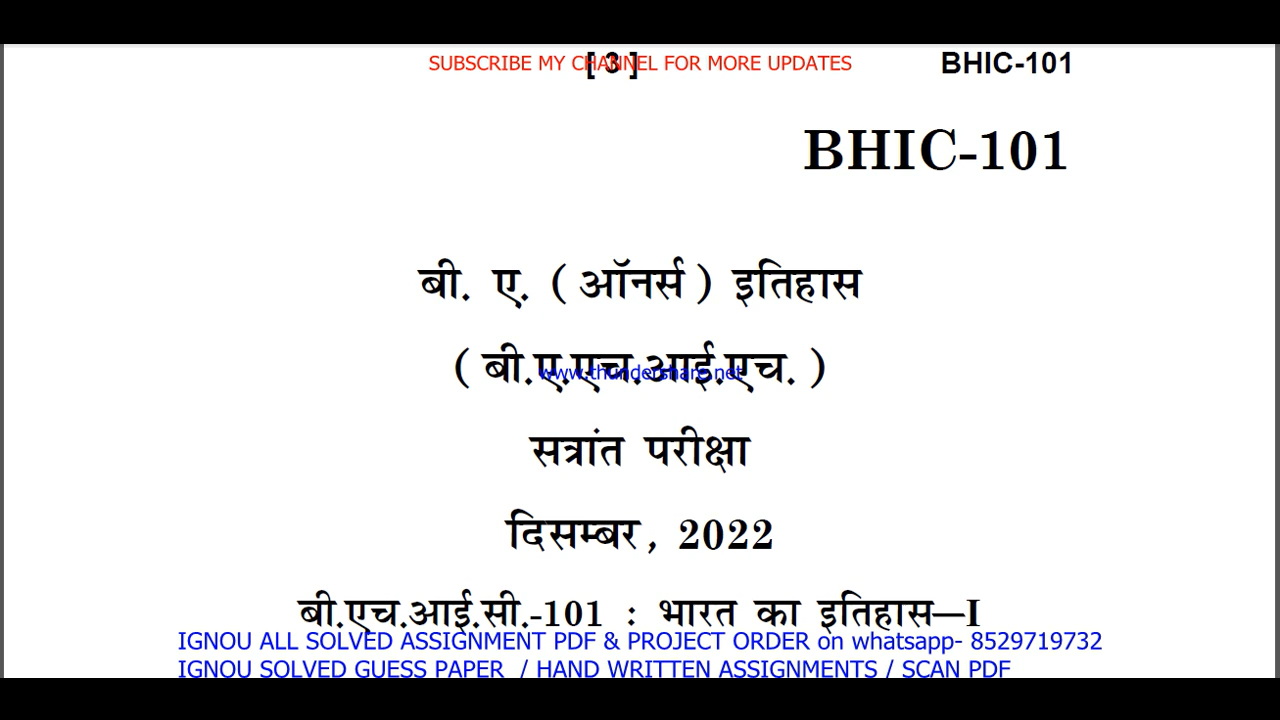 SUBSCRIBE MY CHANNEL FOR MORE UPDATES
[ 3 ] BHIC-101
BHIC-101
बी. ए. ( ऑनर्स ) इतिहास
( बी.ए.एच.आई.एच. )
www.thundershare.net
सत्रांत परीक्षा
दिसम्बर, 2022
बी.एच.आई.सी.-101 : भारत का इतिहास—I
IGNOU ALL SOLVED ASSIGNMENT PDF & PROJECT ORDER on whatsapp- 8529719732
IGNOU SOLVED GUESS PAPER / HAND WRITTEN ASSIGNMENTS / SCAN PDF